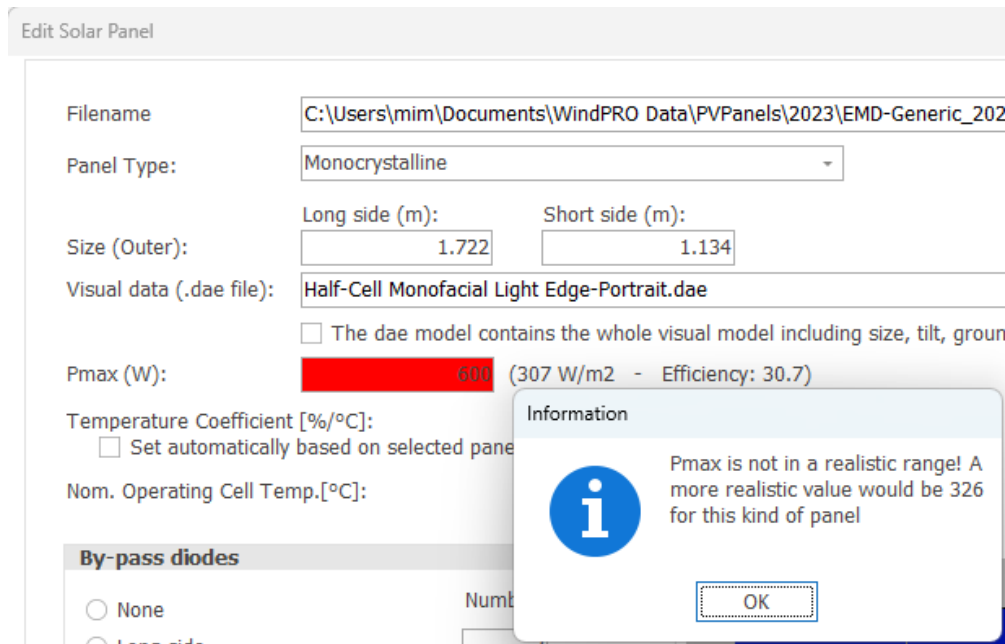 Edit Solar Panel
Filename C:\Users\mim\Documents\WindPRO Data\PVPanels\2023\EMD-Generic_202
Panel Type: Monocrystalline
Long side (m): Short side (m):
Size (Outer): 1.722 1.134
Visual data (.dae file): Half-Cell Monofacial Light Edge-Portrait.dae
The dae model contains the whole visual model including size, tilt, groun
Pmax (W): 600 (307 W/m2 - Efficiency: 30.7)
Temperature Coefficient [%/°C]:
Set automatically based on selected pane
Nom. Operating Cell Temp.[°C]:
Information
Pmax is not in a realistic range! A
more realistic value would be 326
for this kind of panel
OK
By-pass diodes
None
Numb
Long side